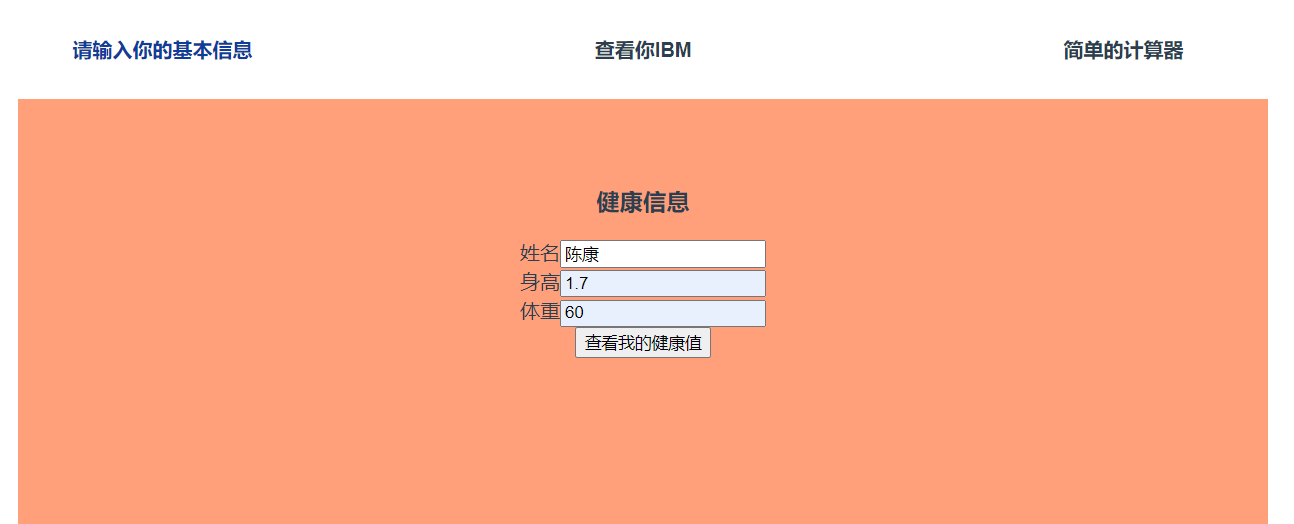 请输入你的基本信息 查看你IBM 简单的计算器
健康信息
姓名 陈康
身高 1.7
体重 60
查看我的健康值